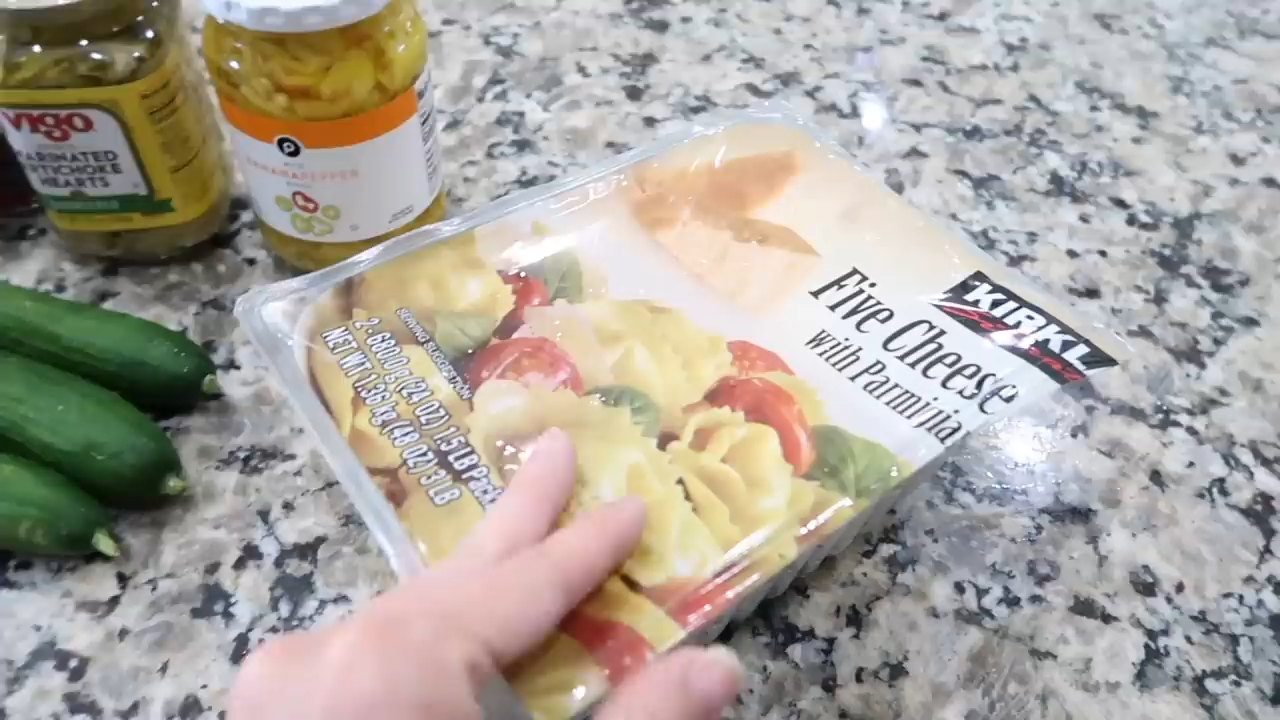 Vigo
MARINATED
ARTICHOKE
HEARTS
P
BANANA PEPPER
KIRKL
Five Cheese
with Parmigia
SERVING SUGGESTION
2-680.0 g (24 OZ) 1.5 LB Pack
NET WT 1.36 kg (48 OZ) 3 LB